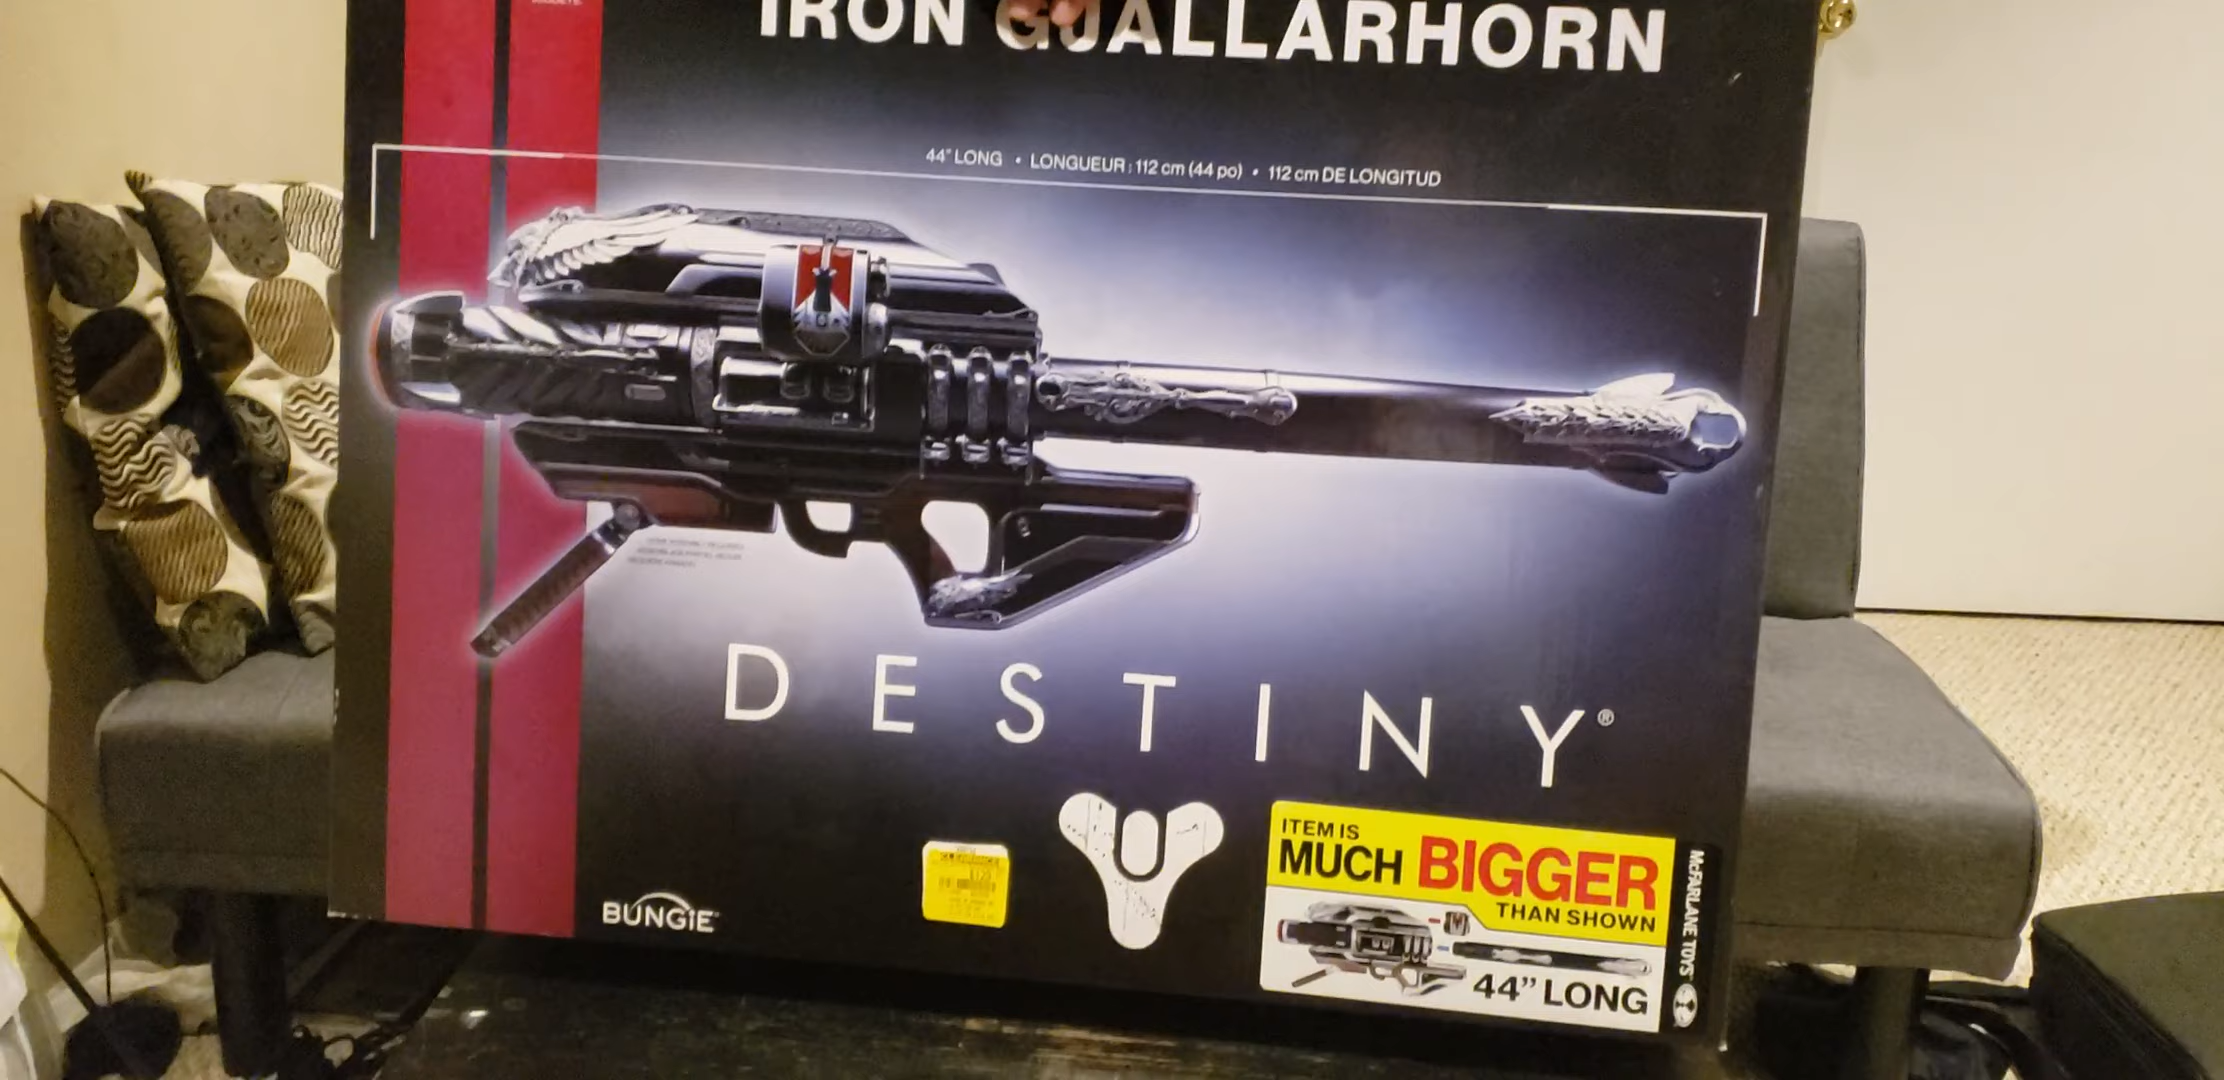 IRON GJALLARHORN
44" LONG • LONGUEUR : 112 cm (44 po) • 112 cm DE LONGITUD
DESTINY®
BUNGiE
CLEARANCE
ITEM IS
MUCH BIGGER
THAN SHOWN
44” LONG
McFARLANE TOYS